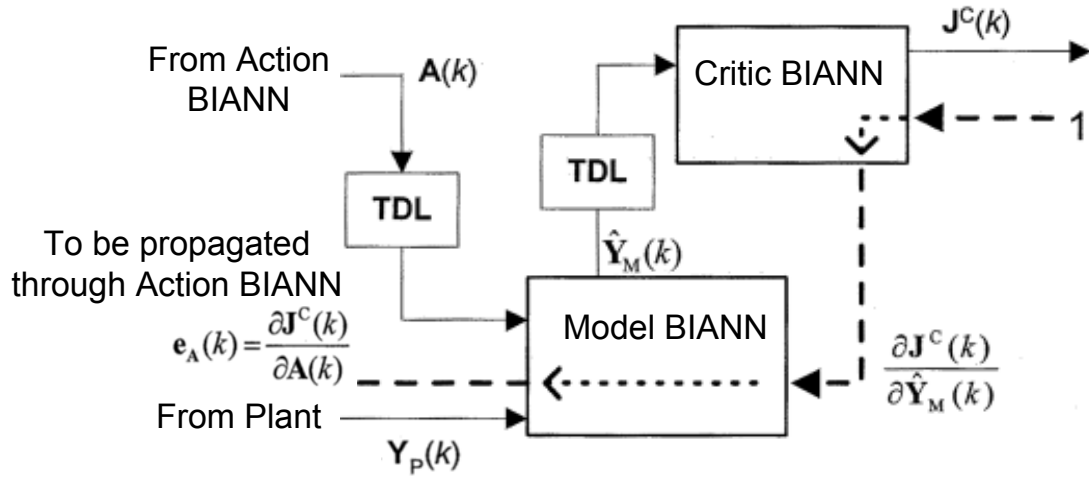 J^C(k)
From Action
BIANN
A(k)
Critic BIANN
1
TDL
TDL
To be propagated
through Action BIANN
Ŷ_M(k)
Model BIANN
e_A(k) = ∂J^C(k) / ∂A(k)
∂J^C(k) / ∂Ŷ_M(k)
From Plant
Y_P(k)